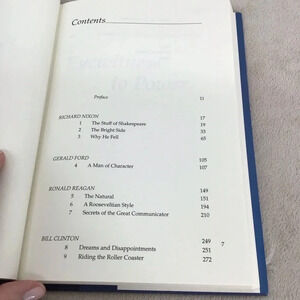 Contents
Preface 11
RICHARD NIXON 17
1 The Stuff of Shakespeare 19
2 The Bright Side 33
3 Why He Fell 65
GERALD FORD 105
4 A Man of Character 107
RONALD REAGAN 149
5 The Natural 151
6 A Rooseveltian Style 194
7 Secrets of the Great Communicator 210
BILL CLINTON 249
8 Dreams and Disappointments 251
9 Riding the Roller Coaster 272
7